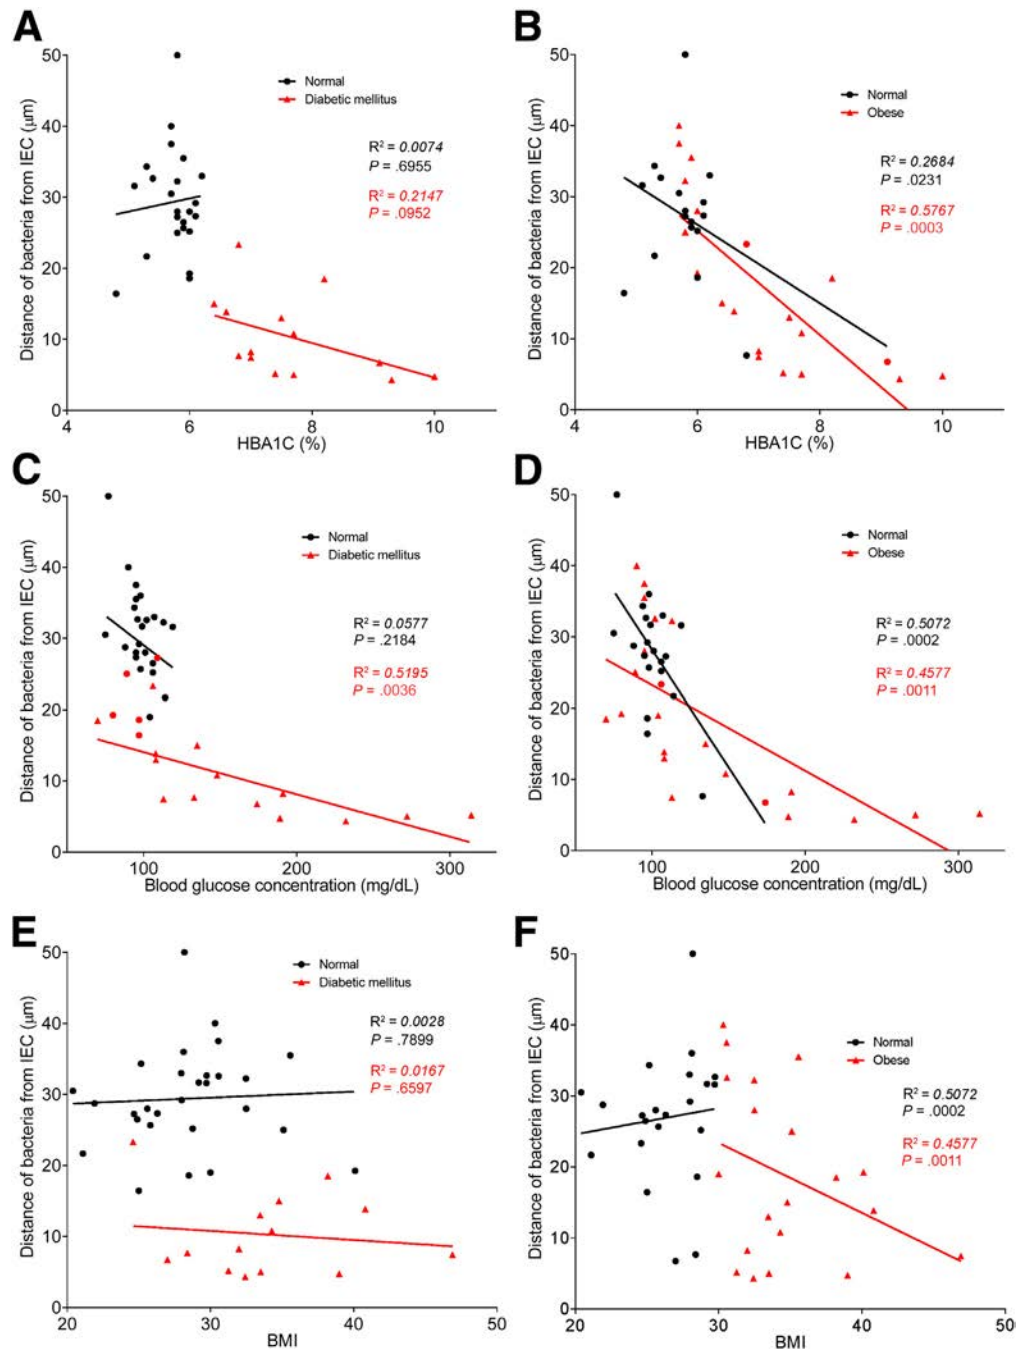 A
50
40
30
20
10
0
4
6
8
10
Distance of bacteria from IEC (μm)
HBA1C (%)
Normal
Diabetic mellitus
R² = 0.0074
P = .6955
R² = 0.2147
P = .0952
B
50
40
30
20
10
0
4
6
8
10
Distance of bacteria from IEC (μm)
HBA1C (%)
Normal
Obese
R² = 0.2684
P = .0231
R² = 0.5767
P = .0003
C
50
40
30
20
10
0
100
200
300
Distance of bacteria from IEC (μm)
Blood glucose concentration (mg/dL)
Normal
Diabetic mellitus
R² = 0.0577
P = .2184
R² = 0.5195
P = .0036
D
50
40
30
20
10
0
100
200
300
Distance of bacteria from IEC (μm)
Blood glucose concentration (mg/dL)
Normal
Obese
R² = 0.5072
P = .0002
R² = 0.4577
P = .0011
E
50
40
30
20
10
0
20
30
40
50
Distance of bacteria from IEC (μm)
BMI
Normal
Diabetic mellitus
R² = 0.0028
P = .7899
R² = 0.0167
P = .6597
F
50
40
30
20
10
0
20
30
40
50
Distance of bacteria from IEC (μm)
BMI
Normal
Obese
R² = 0.5072
P = .0002
R² = 0.4577
P = .0011